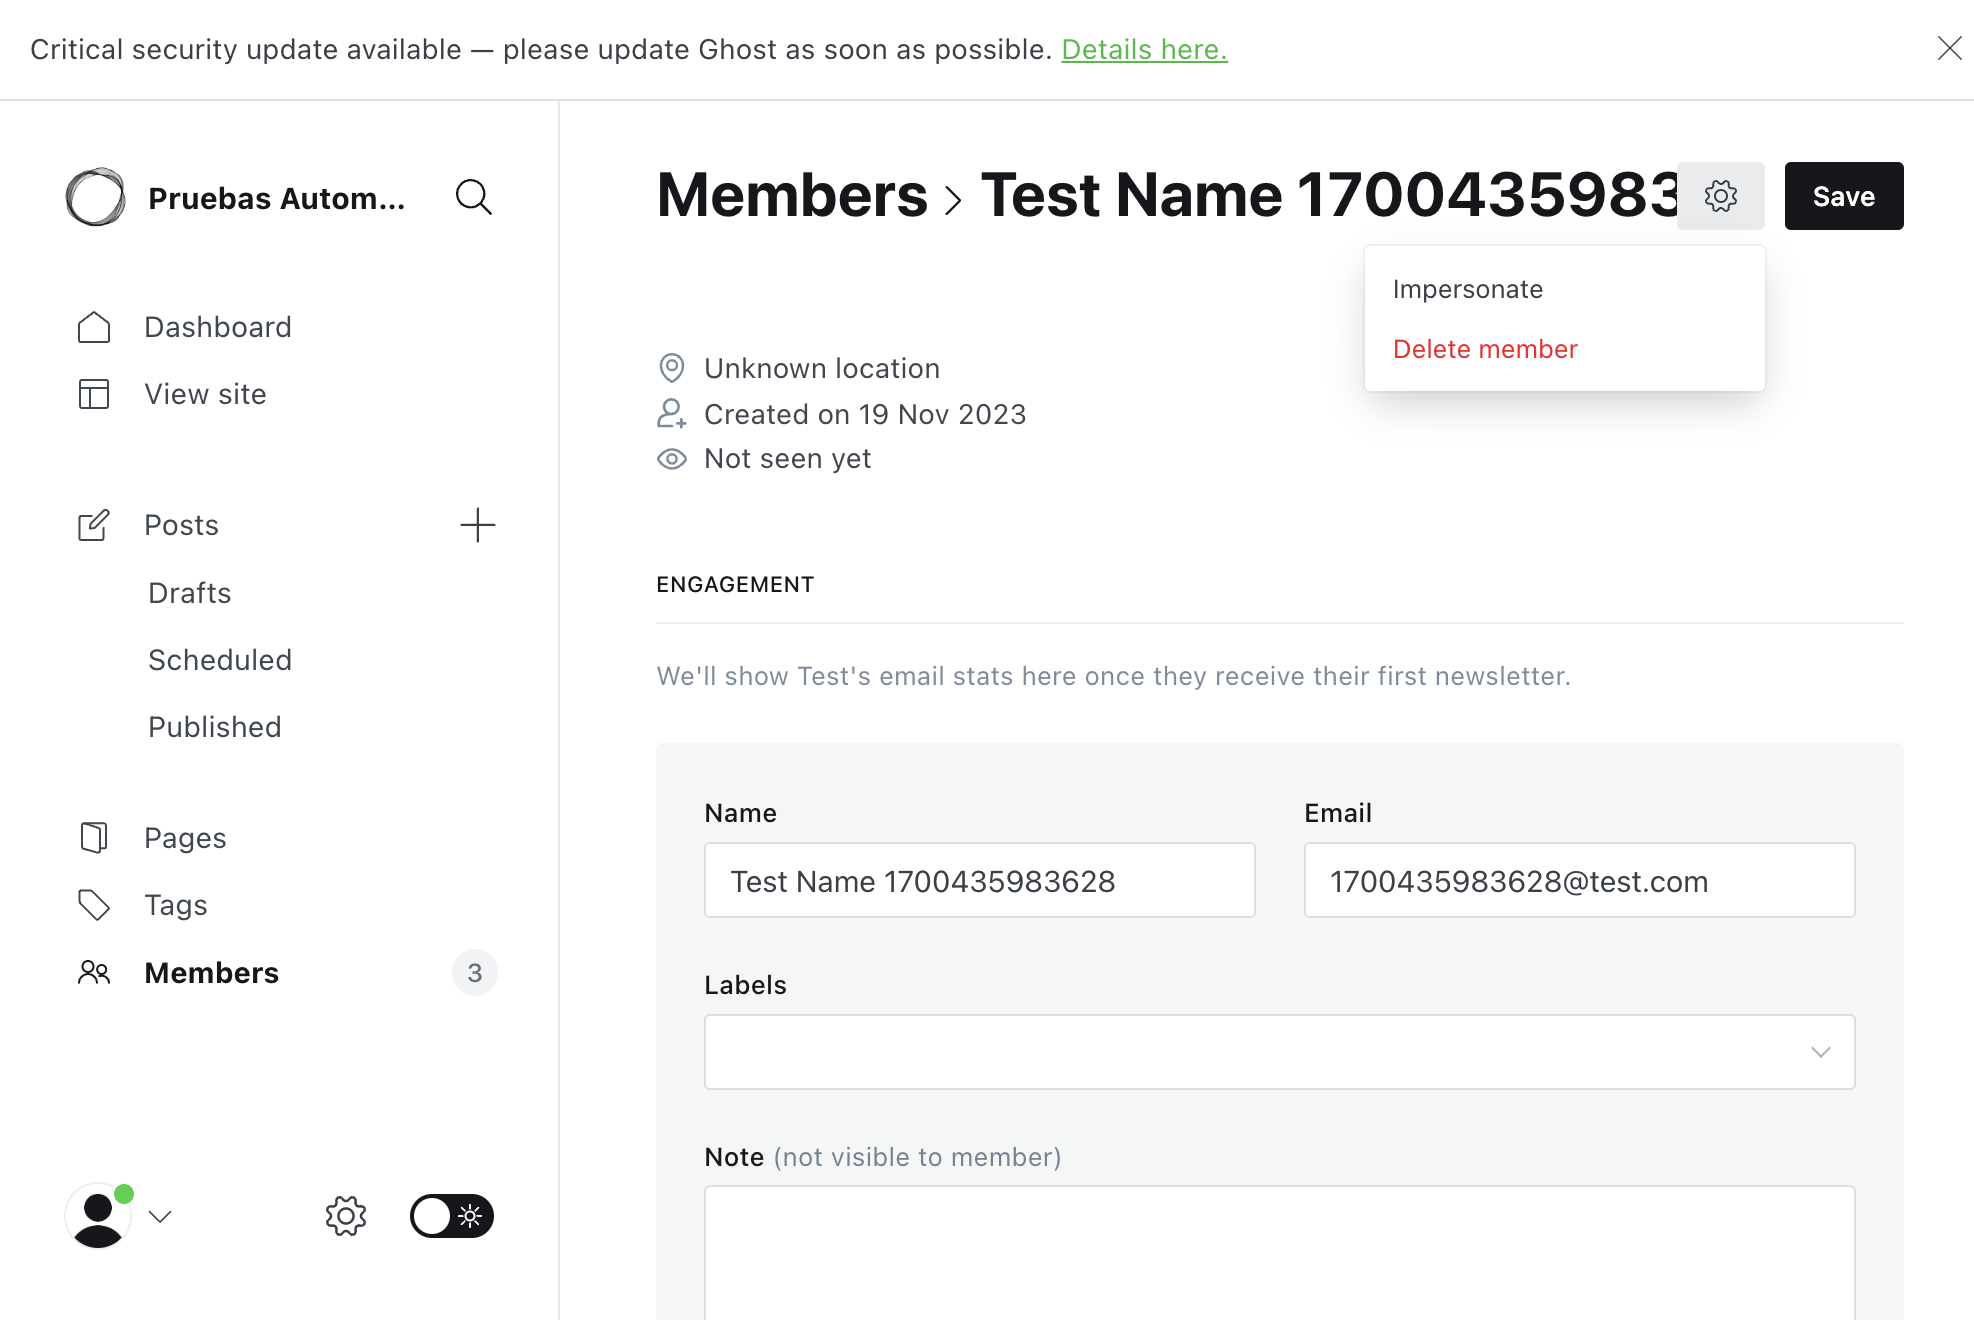 Critical security update available — please update Ghost as soon as possible. Details here.
Pruebas Autom...
Members > Test Name 1700435983
Save
Impersonate
Delete member
Dashboard
View site
Unknown location
Created on 19 Nov 2023
Not seen yet
Posts
Drafts
Scheduled
Published
ENGAGEMENT
We'll show Test's email stats here once they receive their first newsletter.
Pages
Tags
Members 3
Name
Test Name 1700435983628
Email
1700435983628@test.com
Labels
Note (not visible to member)